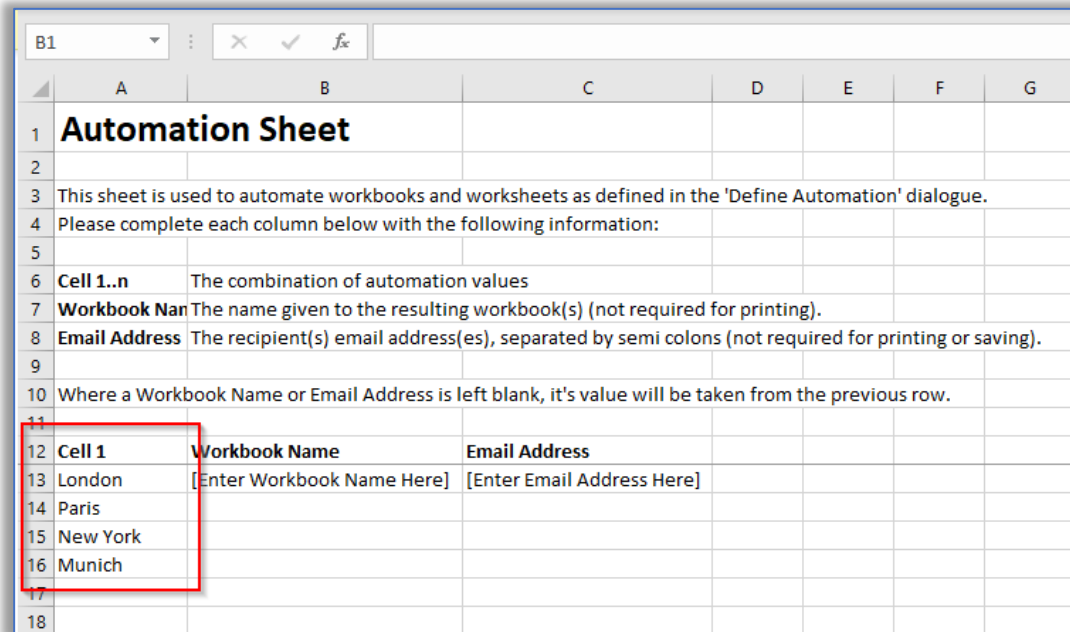 B1 fx
A B C D E F G
1 Automation Sheet
2
3 This sheet is used to automate workbooks and worksheets as defined in the 'Define Automation' dialogue.
4 Please complete each column below with the following information:
5
6 Cell 1..n The combination of automation values
7 Workbook Nan The name given to the resulting workbook(s) (not required for printing).
8 Email Address The recipient(s) email address(es), separated by semi colons (not required for printing or saving).
9
10 Where a Workbook Name or Email Address is left blank, it's value will be taken from the previous row.
11
12 Cell 1 Workbook Name Email Address
13 London [Enter Workbook Name Here] [Enter Email Address Here]
14 Paris
15 New York
16 Munich
17
18